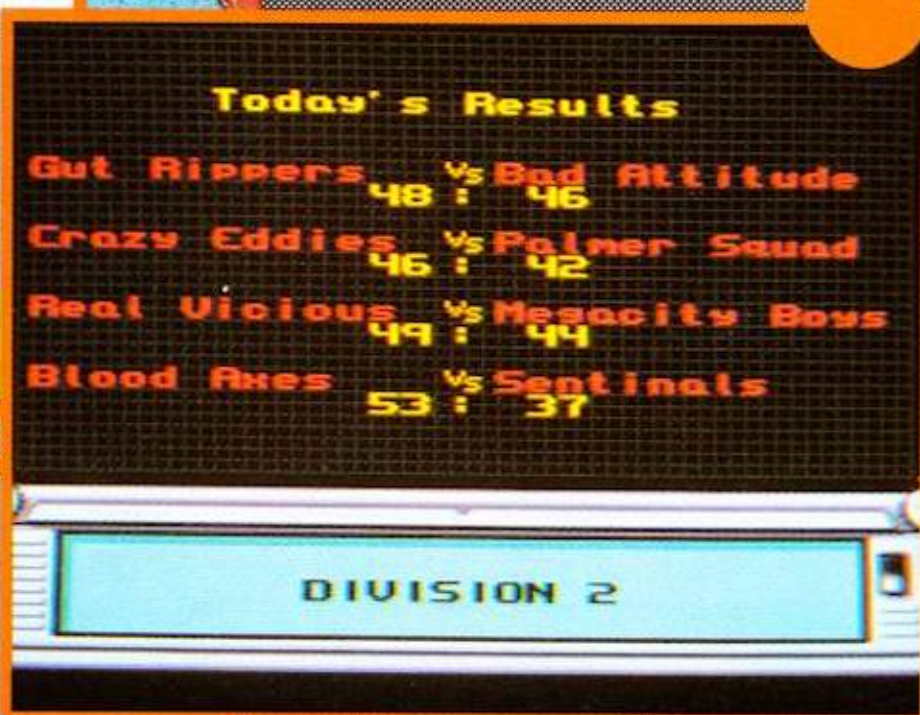 Today's Results
Gut Rippers Vs Bad Attitude
48 : 46
Crazy Eddies Vs Palmer Squad
46 : 42
Real Vicious Vs Megacity Boys
49 : 44
Blood Axes Vs Sentinals
53 : 37
DIVISION 2